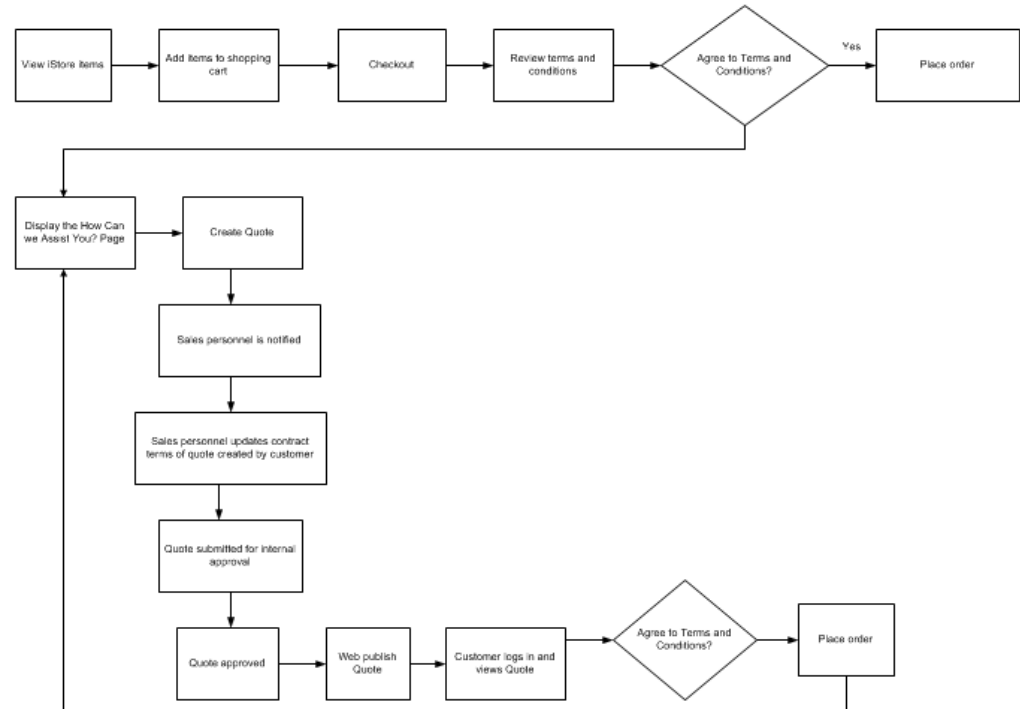 View iStore items
Add items to shopping
cart
Checkout
Review terms and
conditions
Agree to Terms and
Conditions?
Yes
Place order
Display the How Can
we Assist You? Page
Create Quote
Sales personnel is notified
Sales personnel updates contract
terms of quote created by customer
Quote submitted for internal
approval
Quote approved
Web publish
Quote
Customer logs in and
views Quote
Agree to Terms and
Conditions?
Place order